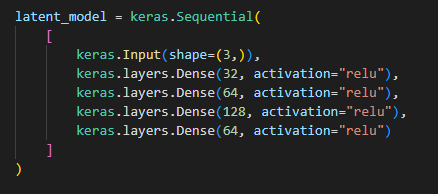 latent_model = keras.Sequential(
    [
        keras.Input(shape=(3,)),
        keras.layers.Dense(32, activation="relu"),
        keras.layers.Dense(64, activation="relu"),
        keras.layers.Dense(128, activation="relu"),
        keras.layers.Dense(64, activation="relu")
    ]
)